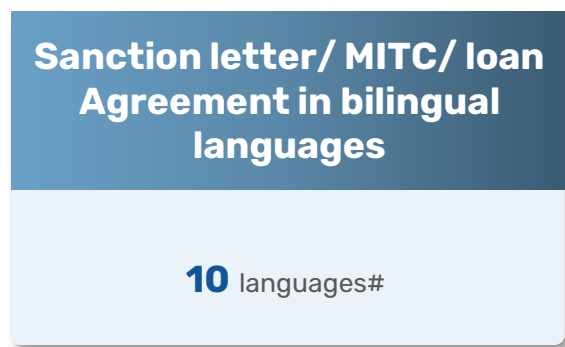 Sanction letter/ MITC/ loan
Agreement in bilingual
languages
10 languages#